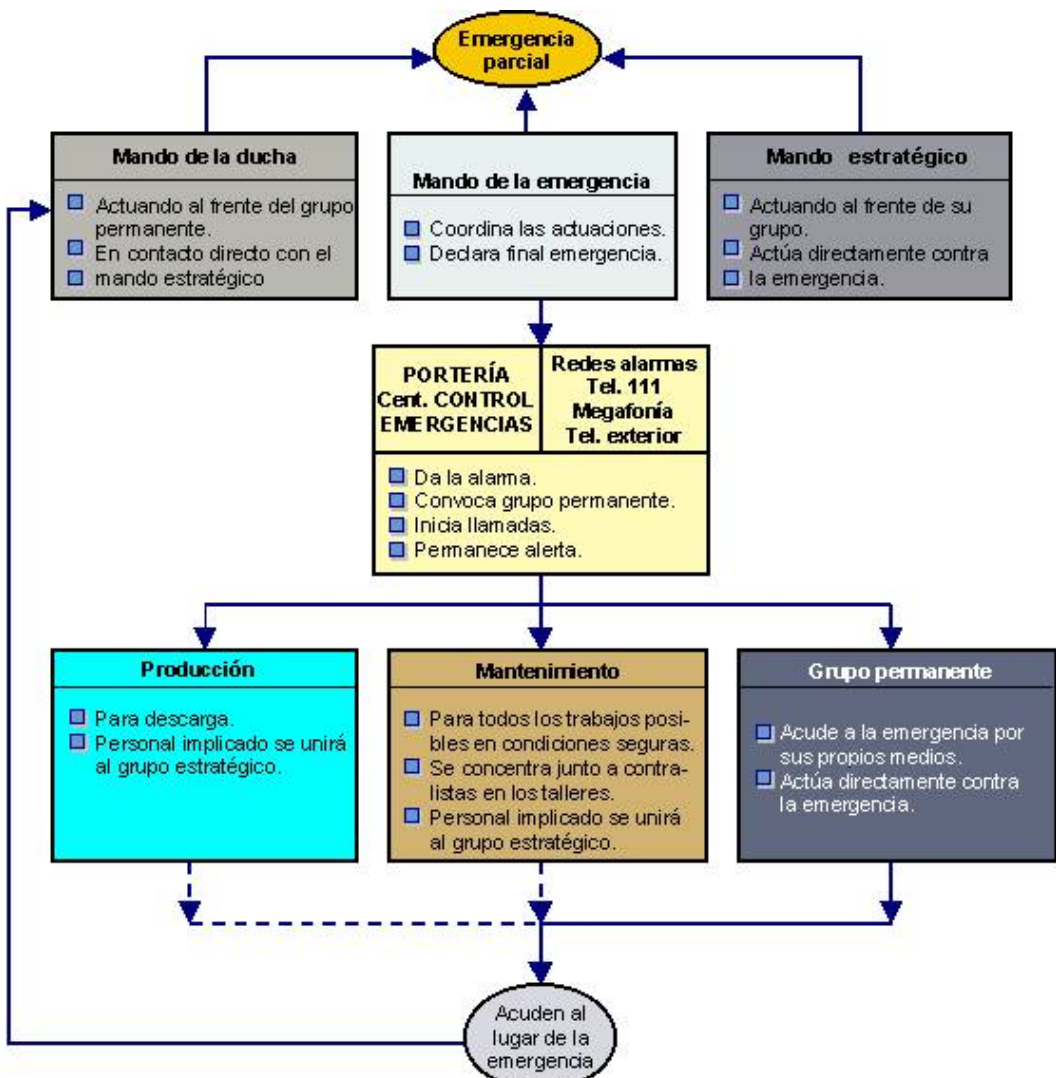 Emergencia
parcial
Mando de la ducha
Actuando al frente del grupo
permanente.
En contacto directo con el
mando estratégico
Mando de la emergencia
Coordina las actuaciones.
Declara final emergencia.
Mando estratégico
Actuando al frente de su
grupo.
Actúa directamente contra
la emergencia.
PORTERÍA
Cent. CONTROL
EMERGENCIAS
Redes alarmas
Tel. 111
Megafonía
Tel. exterior
Da la alarma.
Convoca grupo permanente.
Inicia llamadas.
Permanece alerta.
Producción
Para descarga.
Personal implicado se unirá
al grupo estratégico.
Mantenimiento
Para todos los trabajos posi-
bles en condiciones seguras.
Se concentra junto a contra-
listas en los talleres.
Personal implicado se unirá
al grupo estratégico.
Grupo permanente
Acude a la emergencia por
sus propios medios.
Actúa directamente contra
la emergencia.
Acuden al
lugar de la
emergencia